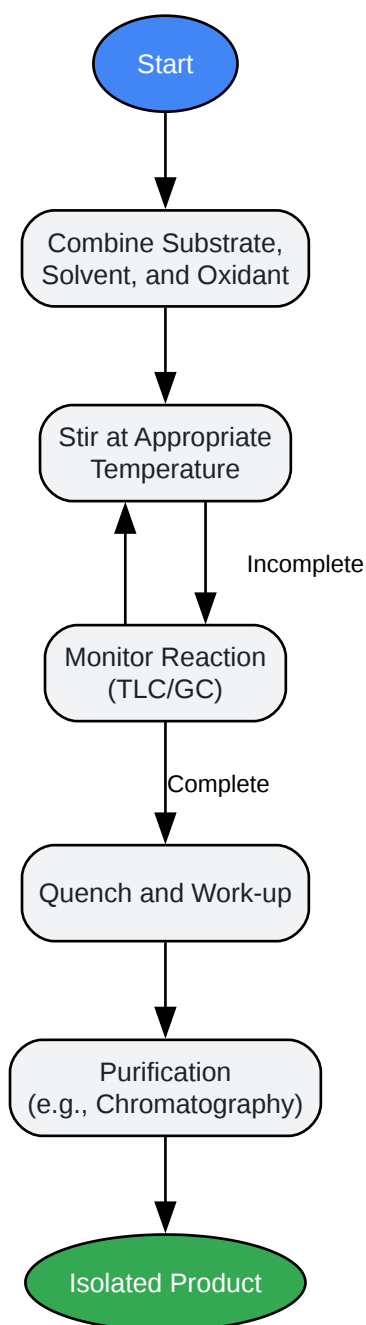 Start
Combine Substrate,
Solvent, and Oxidant
Stir at Appropriate
Temperature
Incomplete
Monitor Reaction
(TLC/GC)
Complete
Quench and Work-up
Purification
(e.g., Chromatography)
Isolated Product